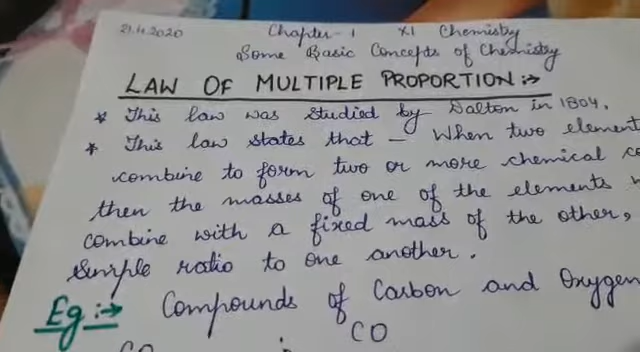 21.11.2020
Chapter-1 XI Chemistry
Some Basic Concepts of Chemistry
LAW OF MULTIPLE PROPORTION :→
* This law was studied by Dalton in 1804.
* This law states that - When two element
combine to form two or more chemical co
then the masses of one of the elements
combine with a fixed mass of the other,
simple ratio to one another.
Eg :→ Compounds of Carbon and Oxygen
CO